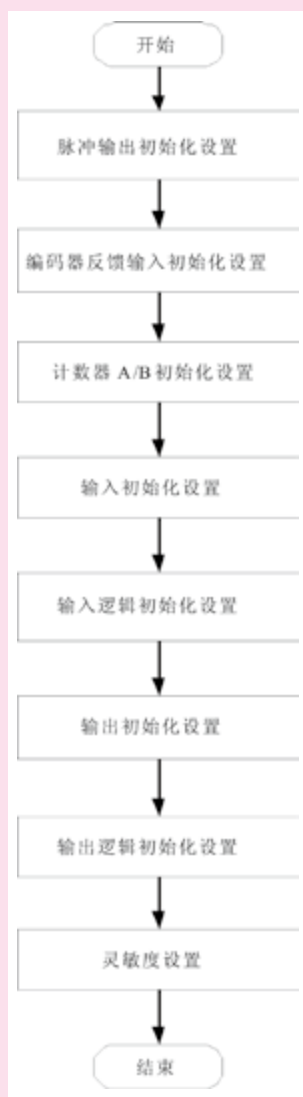 开始
脉冲输出初始化设置
编码器反馈输入初始化设置
计数器 A/B 初始化设置
输入初始化设置
输入逻辑初始化设置
输出初始化设置
输出逻辑初始化设置
灵敏度设置
结束